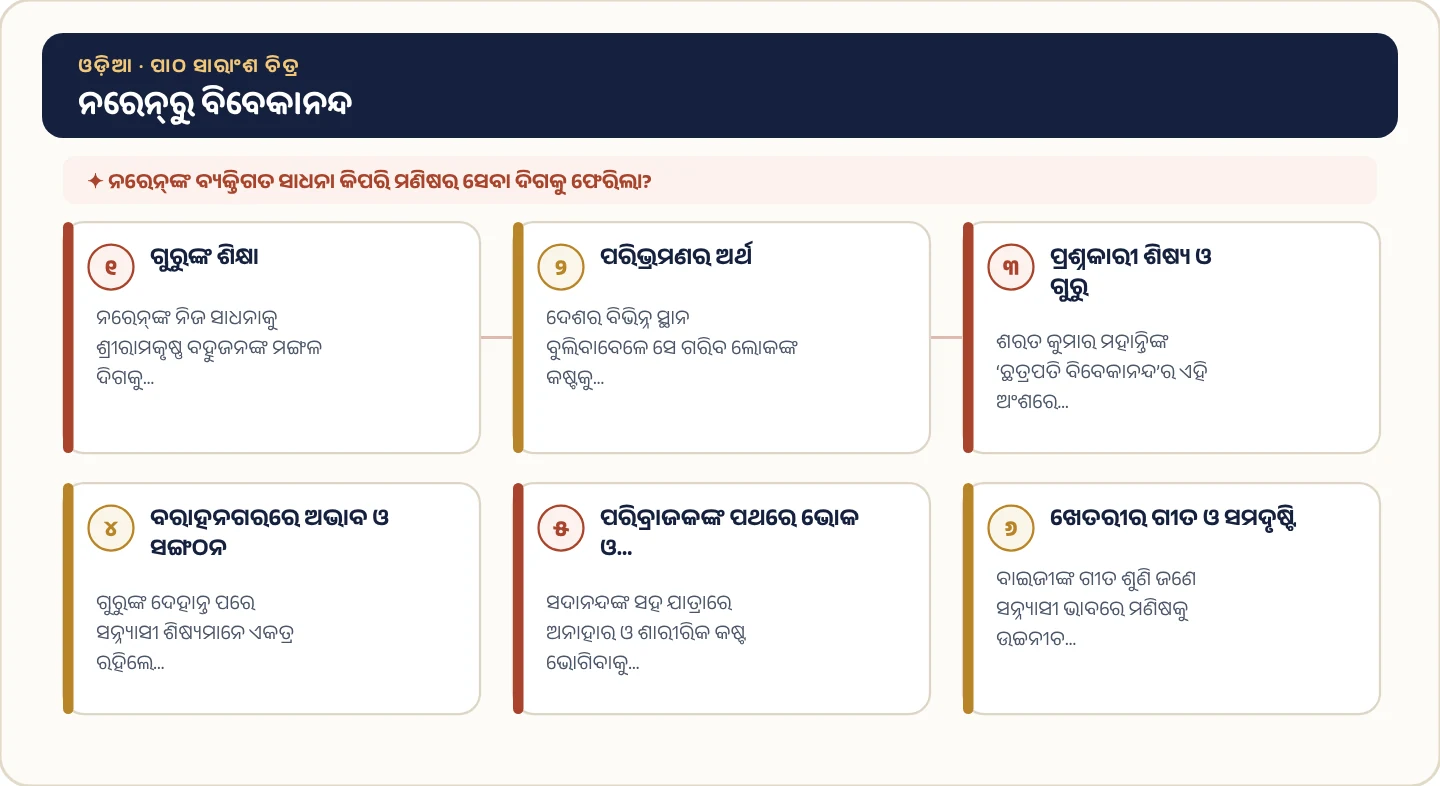 ଓଡ଼ିଆ · ପାଠ ସାରାଂଶ ଚିତ୍ର
ନରେନ୍‌ରୁ ବିବେକାନନ୍ଦ
✦ ନରେନ୍‌ଙ୍କ ବ୍ୟକ୍ତିଗତ ସାଧନା କିପରି ମଣିଷର ସେବା ଦିଗକୁ ଫେରିଲା?
୧
ଗୁରୁଙ୍କ ଶିକ୍ଷା
ନରେନ୍‌ଙ୍କ ନିଜ ସାଧନାକୁ
ଶ୍ରୀରାମକୃଷ୍ଣ ବହୁଜନଙ୍କ ମଙ୍ଗଳ
ଦିଗକୁ...
୨
ପରିଭ୍ରମଣର ଅର୍ଥ
ଦେଶର ବିଭିନ୍ନ ସ୍ଥାନ
ବୁଲିବାବେଳେ ସେ ଗରିବ ଲୋକଙ୍କ
କଷ୍ଟକୁ...
୩
ପ୍ରଶ୍ନକାରୀ ଶିଷ୍ୟ ଓ
ଗୁରୁ
ଶରତ କୁମାର ମହାନ୍ତିଙ୍କ
‘ଛତ୍ରପତି ବିବେକାନନ୍ଦ’ର ଏହି
ଅଂଶରେ...
୪
ବରାହନଗରରେ ଅଭାବ ଓ
ସଙ୍ଗଠନ
ଗୁରୁଙ୍କ ଦେହାନ୍ତ ପରେ
ସନ୍ନ୍ୟାସୀ ଶିଷ୍ୟମାନେ ଏକତ୍ର
ରହିଲେ...
୫
ପରିବ୍ରାଜକଙ୍କ ପଥରେ ଭୋକ
ଓ...
ସଦାନନ୍ଦଙ୍କ ସହ ଯାତ୍ରାରେ
ଅନାହାର ଓ ଶାରୀରିକ କଷ୍ଟ
ଭୋଗିବାକୁ...
୬
ଖେତରୀର ଗୀତ ଓ ସମଦୃଷ୍ଟି
ବାଇଜୀଙ୍କ ଗୀତ ଶୁଣି ଜଣେ
ସନ୍ନ୍ୟାସୀ ଭାବରେ ମଣିଷକୁ
ଉଚ୍ଚନୀଚ...